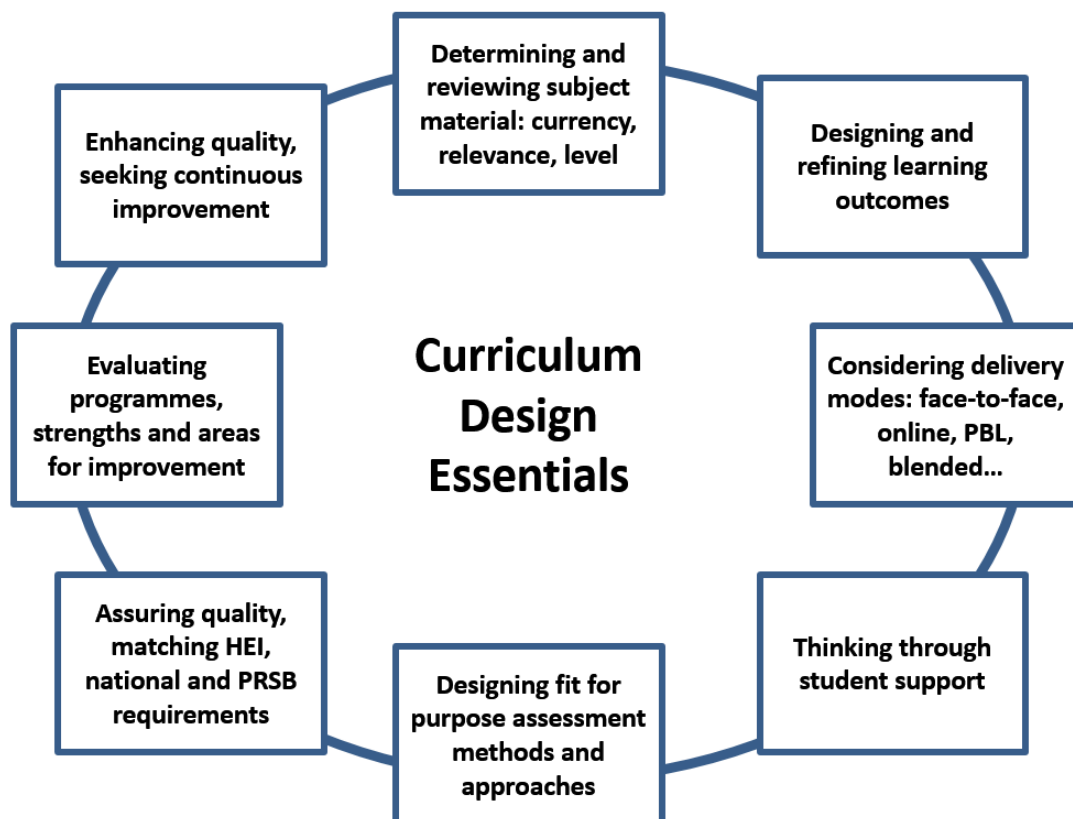 Determining and
reviewing subject
material: currency,
relevance, level
Designing and
refining learning
outcomes
Considering delivery
modes: face-to-face,
online, PBL,
blended...
Thinking through
student support
Designing fit for
purpose assessment
methods and
approaches
Assuring quality,
matching HEI,
national and PRSB
requirements
Evaluating
programmes,
strengths and areas
for improvement
Enhancing quality,
seeking continuous
improvement
Curriculum
Design
Essentials